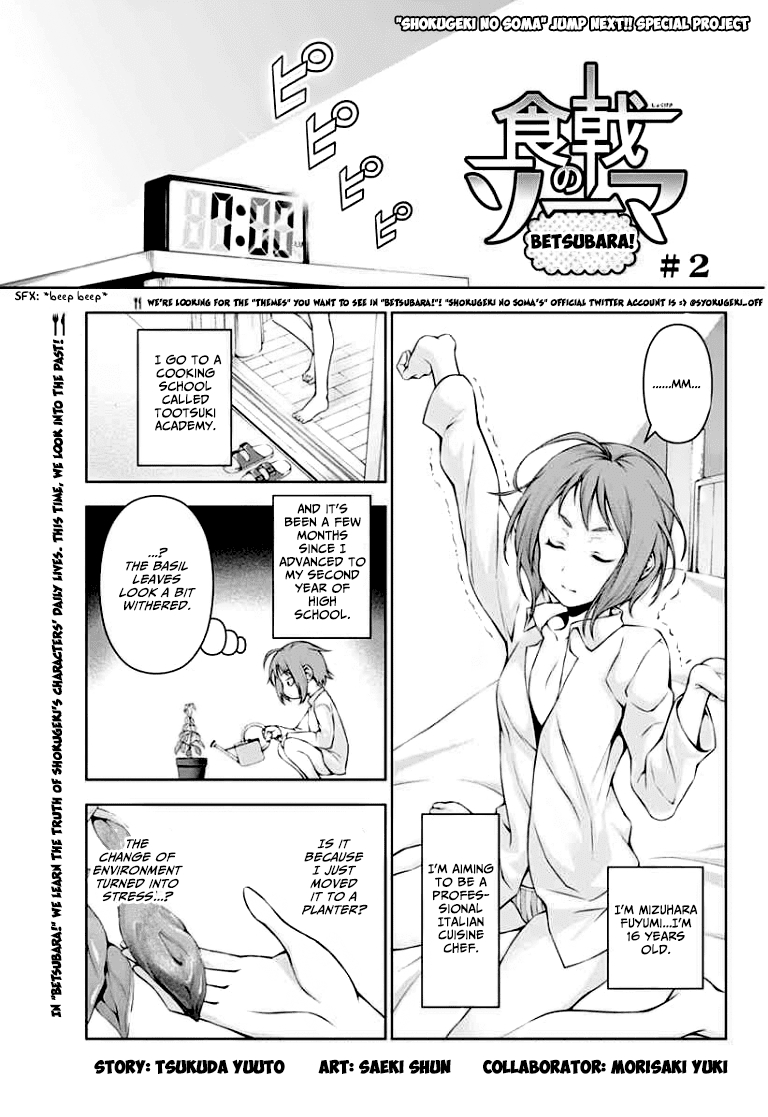 "SHOKUGEKI NO SOMA" JUMP NEXT!! SPECIAL PROJECT
ピピピピ
7:00
食戟の
ソーマ
BETSUBARA!
#2
SFX: *beep beep*
WE'RE LOOKING FOR THE "THEMES" YOU WANT TO SEE IN "BETSUBARA!"! "SHOKUGEKI NO SOMA'S" OFFICIAL TWITTER ACCOUNT IS => @SYOKUGEKI_OFF
IN "BETSUBARA!" WE LEARN THE TRUTH OF SHOKUGEKI'S CHARACTERS' DAILY LIVES. THIS TIME, WE LOOK INTO THE PAST!
......MM...
I'M MIZUHARA
FUYUMI...I'M
16 YEARS
OLD.
I'M AIMING
TO BE A
PROFES-
SIONAL
ITALIAN
CUISINE
CHEF.
I GO TO A
COOKING
SCHOOL
CALLED
TOOTSUKI
ACADEMY.
AND IT'S
BEEN A FEW
MONTHS
SINCE I
ADVANCED TO
MY SECOND
YEAR OF
HIGH
SCHOOL.
...?
THE BASIL
LEAVES
LOOK A BIT
WITHERED.
IS IT
BECAUSE
I JUST
MOVED
IT TO A
PLANTER?
THE
CHANGE OF
ENVIRONMENT
TURNED INTO
STRESS...?
STORY: TSUKUDA YUUTO ART: SAEKI SHUN COLLABORATOR: MORISAKI YUKI